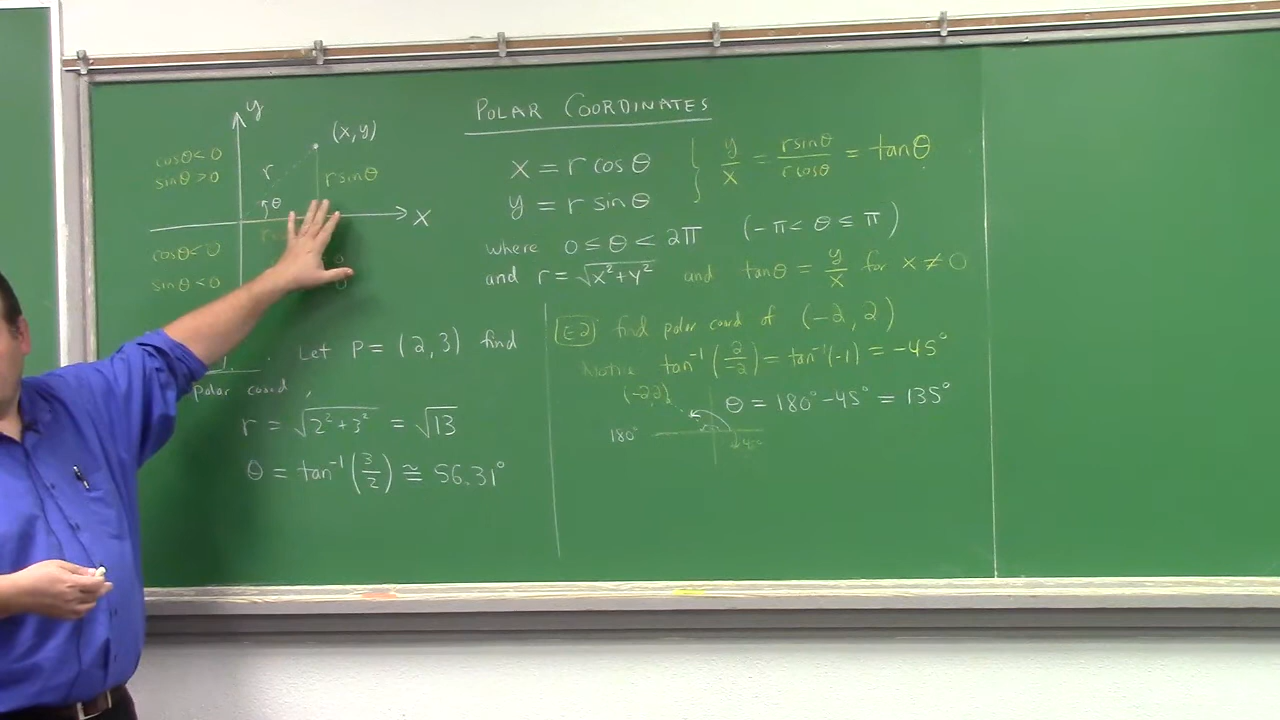 y
(x,y)
cosθ<0
sinθ>0
r
rsinθ
θ
x
cosθ<0
sinθ<0
POLAR COORDINATES
x = r cosθ
y = r sinθ
y/x = rsinθ/rcosθ = tanθ
where 0 ≤ θ < 2π (-π < θ ≤ π)
and r = √x²+y² and tanθ = y/x for x ≠ 0
Let P = (2,3) find
polar coord,
r = √2²+3² = √13
θ = tan⁻¹(3/2) ≅ 56.31°
E2 find polar coord of (-2, 2)
Notice tan⁻¹(2/-2) = tan⁻¹(-1) = -45°
(-2,2)
θ = 180° - 45° = 135°
180°